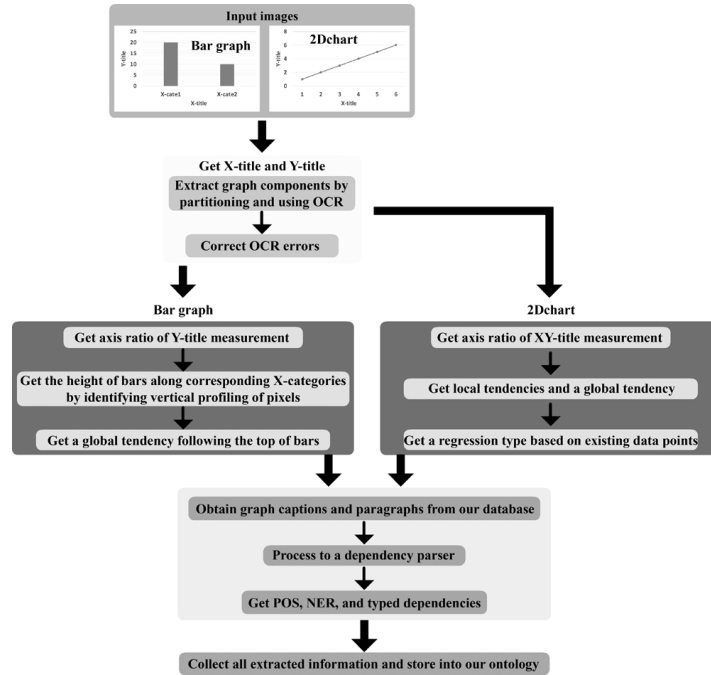 Input images
Bar graph
25
20
15
10
5
0
Y-title
X-cate1
X-cate2
X-title
2Dchart
8
6
4
2
0
Y-title
1 2 3 4 5 6
X-title
Get X-title and Y-title
Extract graph components by
partitioning and using OCR
Correct OCR errors
Bar graph
Get axis ratio of Y-title measurement
Get the height of bars along corresponding X-categories
by identifying vertical profiling of pixels
Get a global tendency following the top of bars
2Dchart
Get axis ratio of XY-title measurement
Get local tendencies and a global tendency
Get a regression type based on existing data points
Obtain graph captions and paragraphs from our database
Process to a dependency parser
Get POS, NER, and typed dependencies
Collect all extracted information and store into our ontology